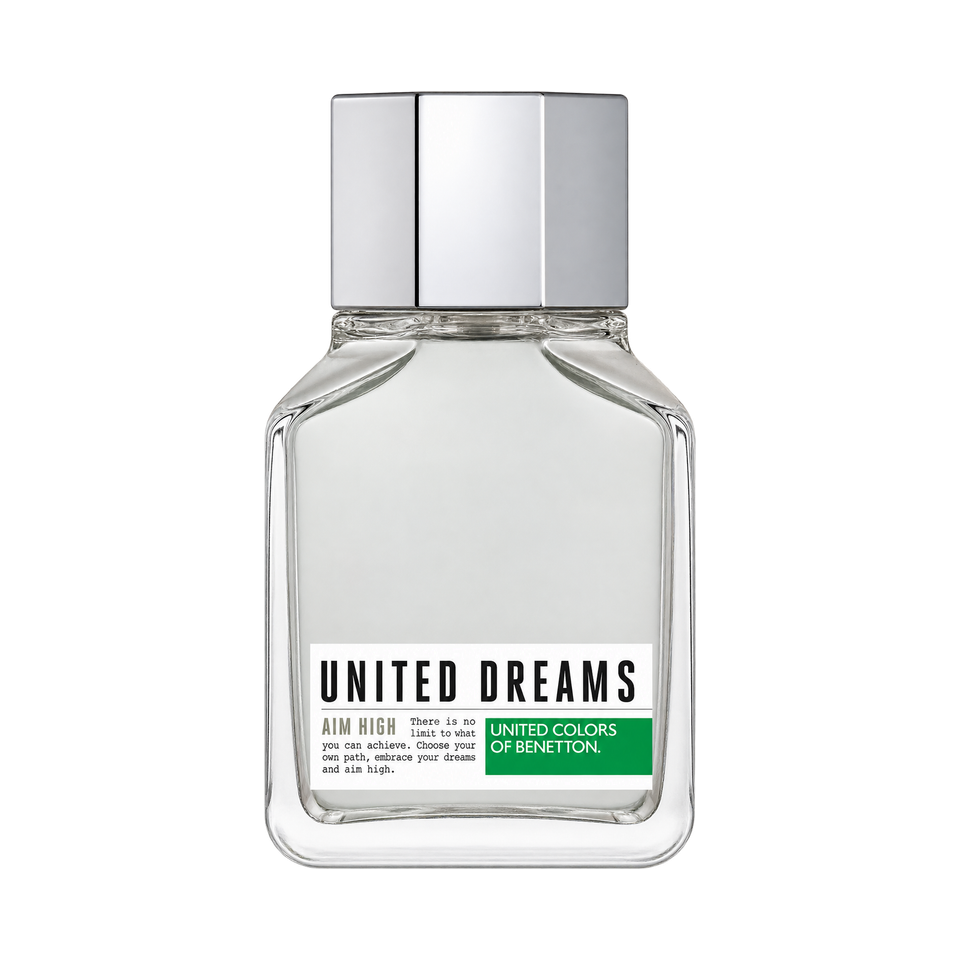 UNITED DREAMS
AIM HIGH There is no
limit to what
you can achieve. Choose your
own path, embrace your dreams
and aim high.
UNITED COLORS
OF BENETTON.